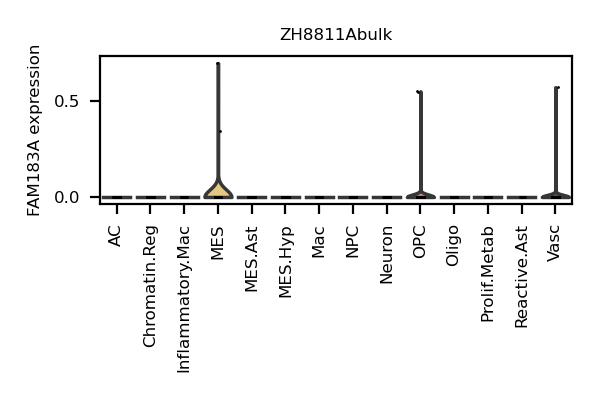 ZH8811Abulk
FAM183A expression
0.5
0.0
AC
Chromatin.Reg
Inflammatory.Mac
MES
MES.Ast
MES.Hyp
Mac
NPC
Neuron
OPC
Oligo
Prolif.Metab
Reactive.Ast
Vasc